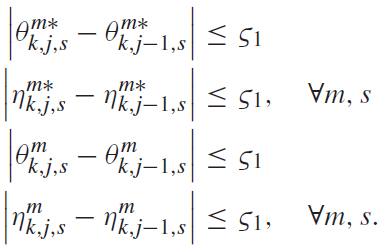 |θ^{m*}_{k,j,s} − θ^{m*}_{k,j−1,s}| ≤ ς_1
|η^{m*}_{k,j,s} − η^{m*}_{k,j−1,s}| ≤ ς_1, ∀m, s
|θ^{m}_{k,j,s} − θ^{m}_{k,j−1,s}| ≤ ς_1
|η^{m}_{k,j,s} − η^{m}_{k,j−1,s}| ≤ ς_1, ∀m, s.